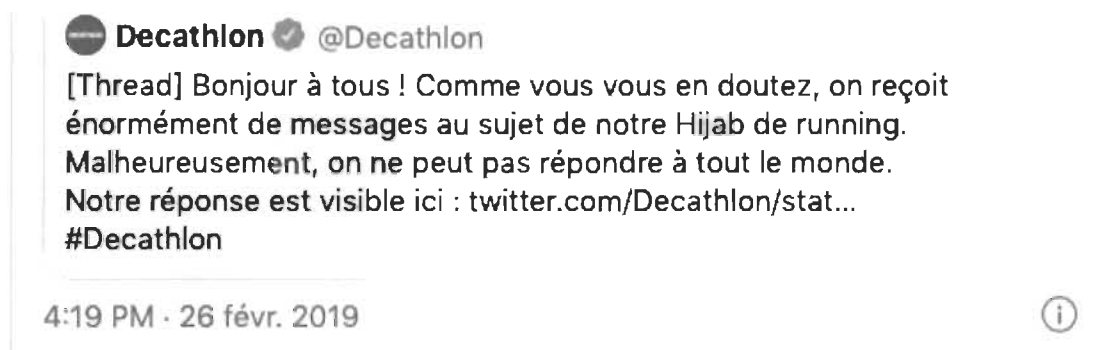 Decathlon @Decathlon
[Thread] Bonjour à tous ! Comme vous vous en doutez, on reçoit
énormément de messages au sujet de notre Hijab de running.
Malheureusement, on ne peut pas répondre à tout le monde.
Notre réponse est visible ici : twitter.com/Decathlon/stat...
#Decathlon
4:19 PM · 26 févr. 2019